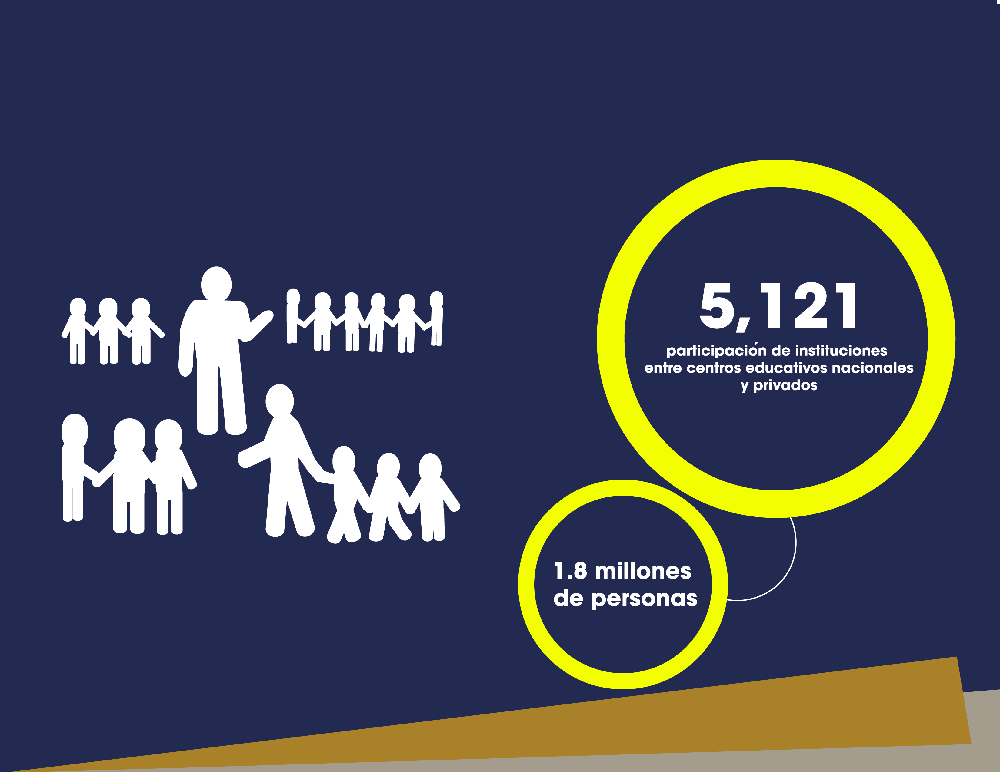 5,121
participación de instituciones
entre centros educativos nacionales
y privados
1.8 millones
de personas